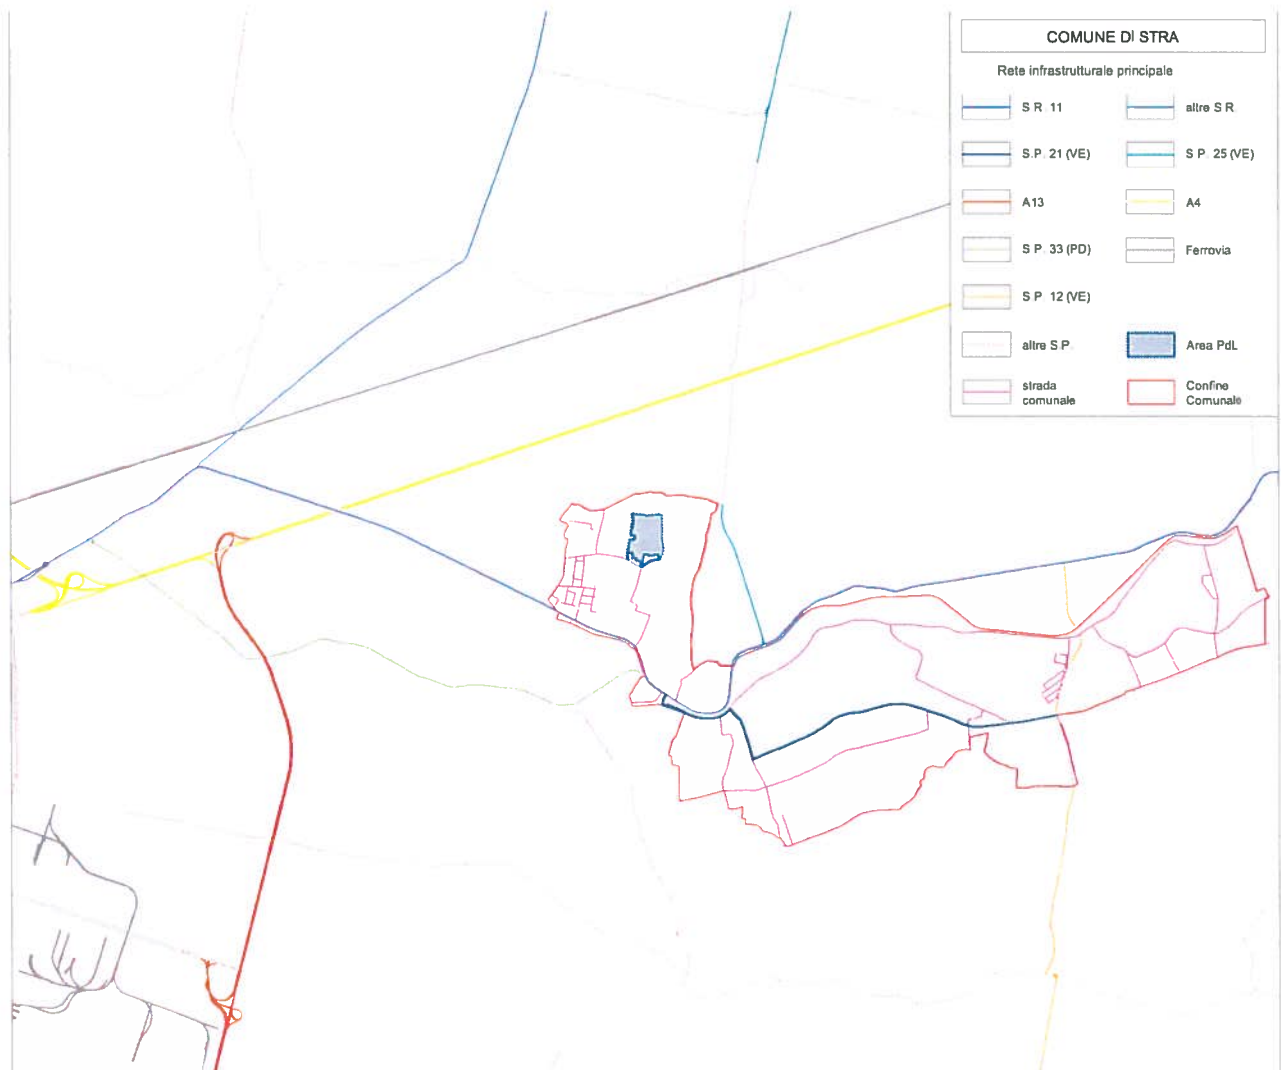 COMUNE DI STRA
Rete infrastrutturale principale
S R 11
altre S R
S.P. 21 (VE)
S P. 25 (VE)
A13
A4
S P. 33 (PD)
Ferrovia
S P 12 (VE)
altre S.P.
Area PdL
strada
comunale
Confine
Comunale